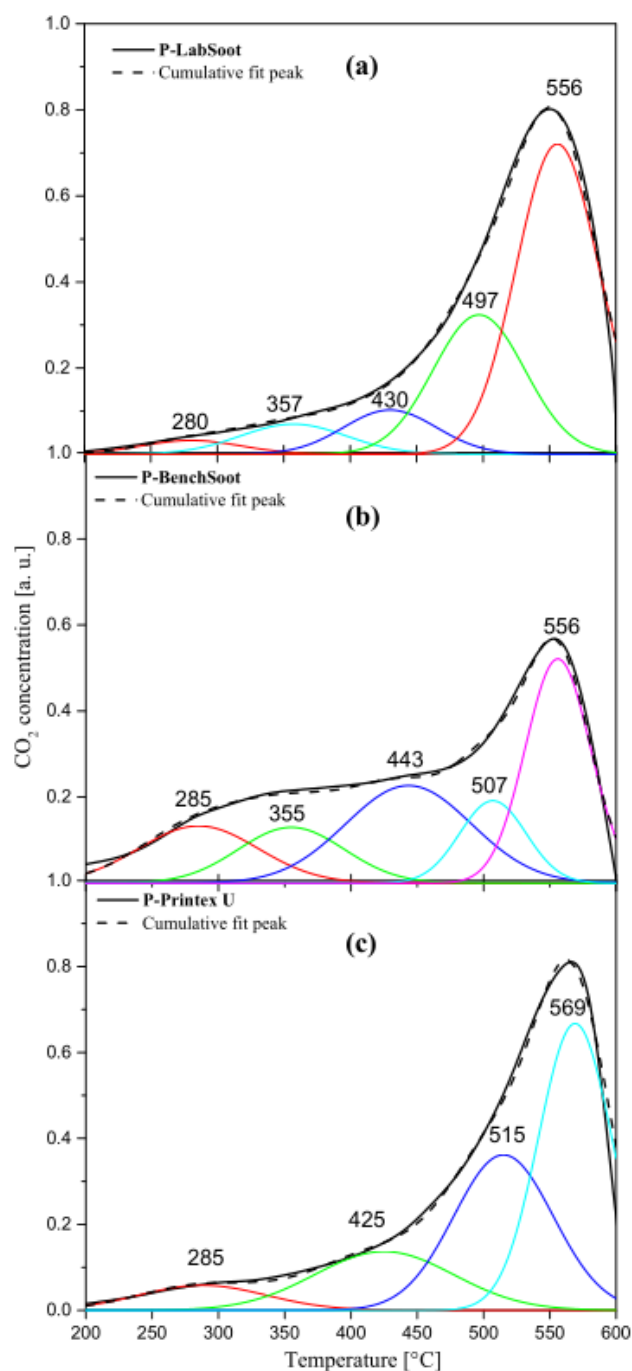 P-LabSoot
Cumulative fit peak
(a)
556
497
430
357
280
1.0
0.8
0.6
0.4
0.2
1.0
P-BenchSoot
Cumulative fit peak
(b)
556
443
507
285
355
0.8
0.6
0.4
0.2
1.0
CO₂ concentration [a. u.]
P-Printex U
Cumulative fit peak
(c)
569
515
425
285
0.8
0.6
0.4
0.2
0.0
200 250 300 350 400 450 500 550 600
Temperature [°C]